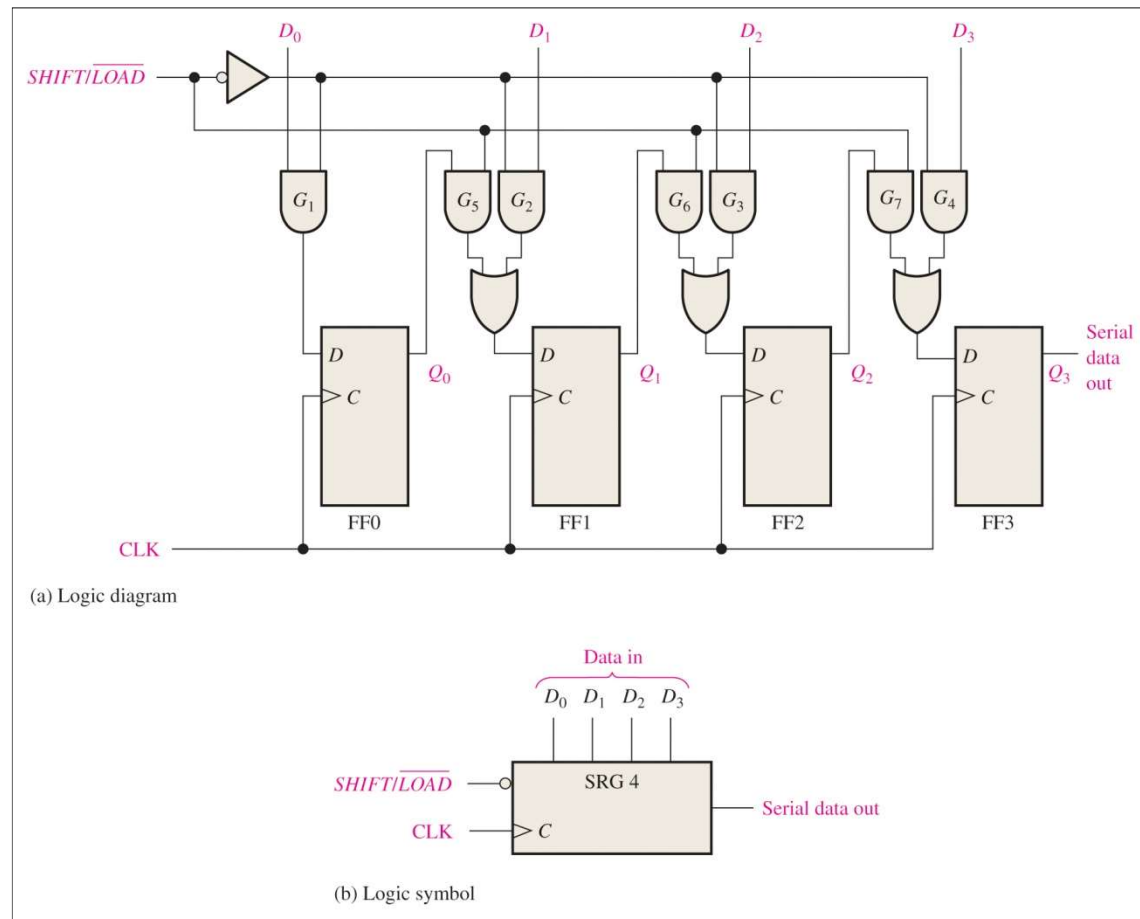 D₀ D₁ D₂ D₃
SHIFT/L̅O̅A̅D̅
G₁ G₅ G₂ G₆ G₃ G₇ G₄
D D D D
Serial
data
out
Q₀ Q₁ Q₂ Q₃
C C C C
FF0 FF1 FF2 FF3
CLK
(a) Logic diagram
Data in
D₀ D₁ D₂ D₃
SRG 4
SHIFT/L̅O̅A̅D̅
Serial data out
CLK C
(b) Logic symbol